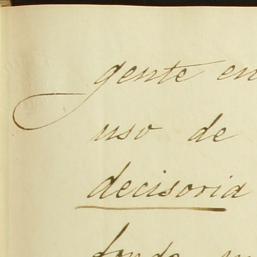 gente en
uso de
decisoria